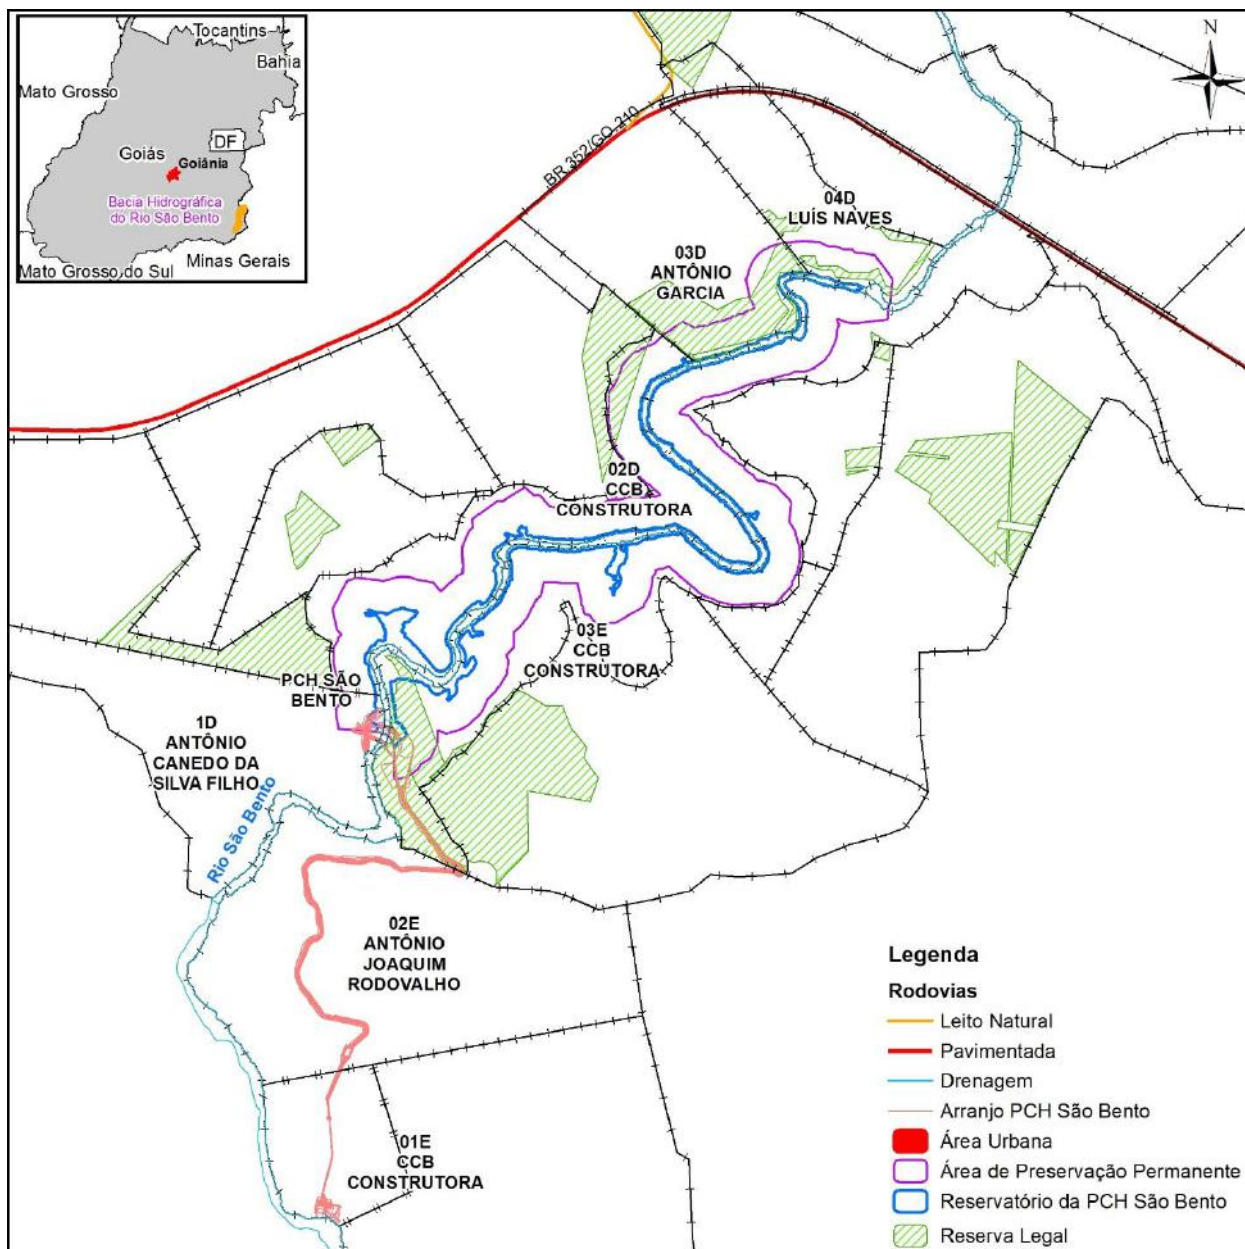 Tocantins
Bahia
Mato Grosso
DF
Goiás
Goiânia
Bacia Hidrográfica
do Rio São Bento
Mato Grosso do Sul
Minas Gerais
N
BR 352/GO 210
04D
LUÍS NAVES
03D
ANTÔNIO
GARCIA
02D
CCB
CONSTRUTORA
03E
CCB
CONSTRUTORA
PCH SÃO
BENTO
1D
ANTÔNIO
CANEDO DA
SILVA FILHO
Rio São Bento
02E
ANTÔNIO
JOAQUIM
RODOVALHO
01E
CCB
CONSTRUTORA
Legenda
Rodovias
Leito Natural
Pavimentada
Drenagem
Arranjo PCH São Bento
Área Urbana
Área de Preservação Permanente
Reservatório da PCH São Bento
Reserva Legal